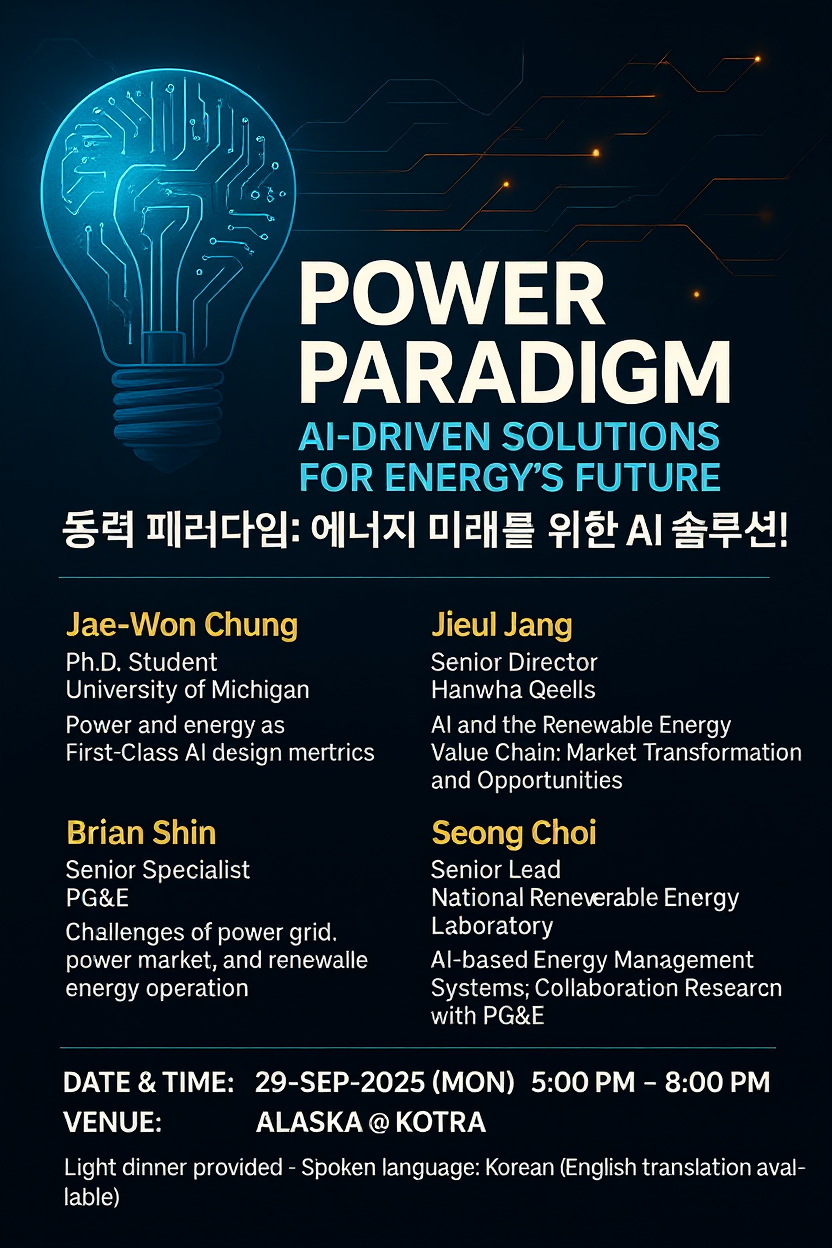 POWER
PARADIGM
AI-DRIVEN SOLUTIONS
FOR ENERGY'S FUTURE
동력 패러다임: 에너지 미래를 위한 AI 솔루션!
Jae-Won Chung
Ph.D. Student
University of Michigan
Power and energy as
First-Class AI design mertrics
Jieul Jang
Senior Director
Hanwha Qeells
AI and the Renewable Energy
Value Chain: Market Transformation
and Opportunities
Brian Shin
Senior Specialist
PG&E
Challenges of power grid.
power market, and renewalle
energy operation
Seong Choi
Senior Lead
National Reneverable Energy
Laboratory
AI-based Energy Management
Systems; Collaboration Researcn
with PG&E
DATE & TIME: 29-SEP-2025 (MON) 5:00 PM – 8:00 PM
VENUE: ALASKA @ KOTRA
Light dinner provided - Spoken language: Korean (English translation aval-
lable)